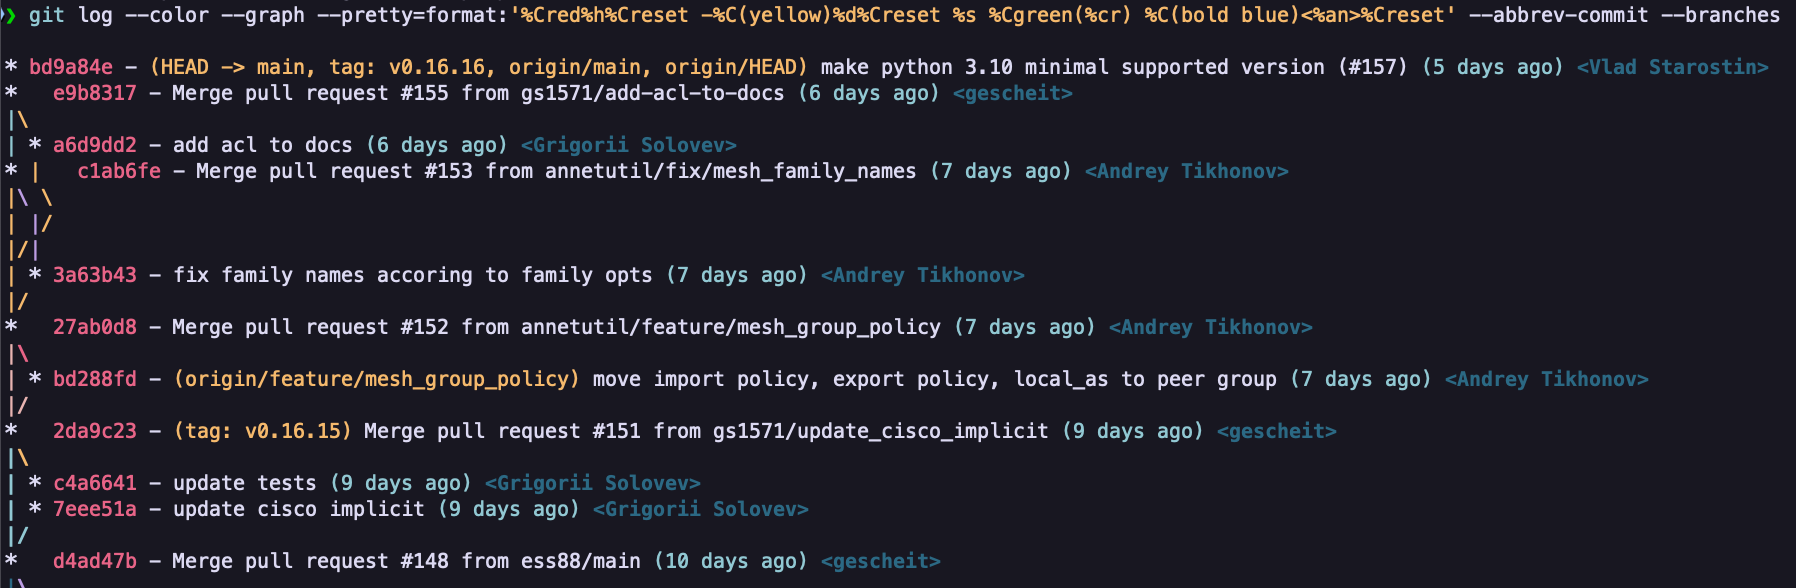 ❯ git log --color --graph --pretty=format:'%Cred%h%Creset -%C(yellow)%d%Creset %s %Cgreen(%cr) %C(bold blue)<%an>%Creset' --abbrev-commit --branches
* bd9a84e - (HEAD -> main, tag: v0.16.16, origin/main, origin/HEAD) make python 3.10 minimal supported version (#157) (5 days ago) <Vlad Starostin>
*   e9b8317 - Merge pull request #155 from gs1571/add-acl-to-docs (6 days ago) <gescheit>
|\
| * a6d9dd2 - add acl to docs (6 days ago) <Grigorii Solovev>
* |   c1ab6fe - Merge pull request #153 from annetutil/fix/mesh_family_names (7 days ago) <Andrey Tikhonov>
|\ \
| |/
|/|
| * 3a63b43 - fix family names accoring to family opts (7 days ago) <Andrey Tikhonov>
|/
*   27ab0d8 - Merge pull request #152 from annetutil/feature/mesh_group_policy (7 days ago) <Andrey Tikhonov>
|\
| * bd288fd - (origin/feature/mesh_group_policy) move import policy, export policy, local_as to peer group (7 days ago) <Andrey Tikhonov>
|/
*   2da9c23 - (tag: v0.16.15) Merge pull request #151 from gs1571/update_cisco_implicit (9 days ago) <gescheit>
|\
| * c4a6641 - update tests (9 days ago) <Grigorii Solovev>
| * 7eee51a - update cisco implicit (9 days ago) <Grigorii Solovev>
|/
*   d4ad47b - Merge pull request #148 from ess88/main (10 days ago) <gescheit>
|\